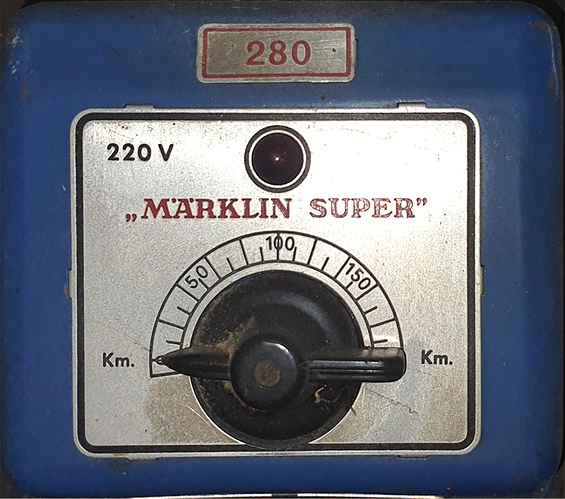 280
220 V
„MÄRKLIN SUPER”
50 100 150
Km. Km.